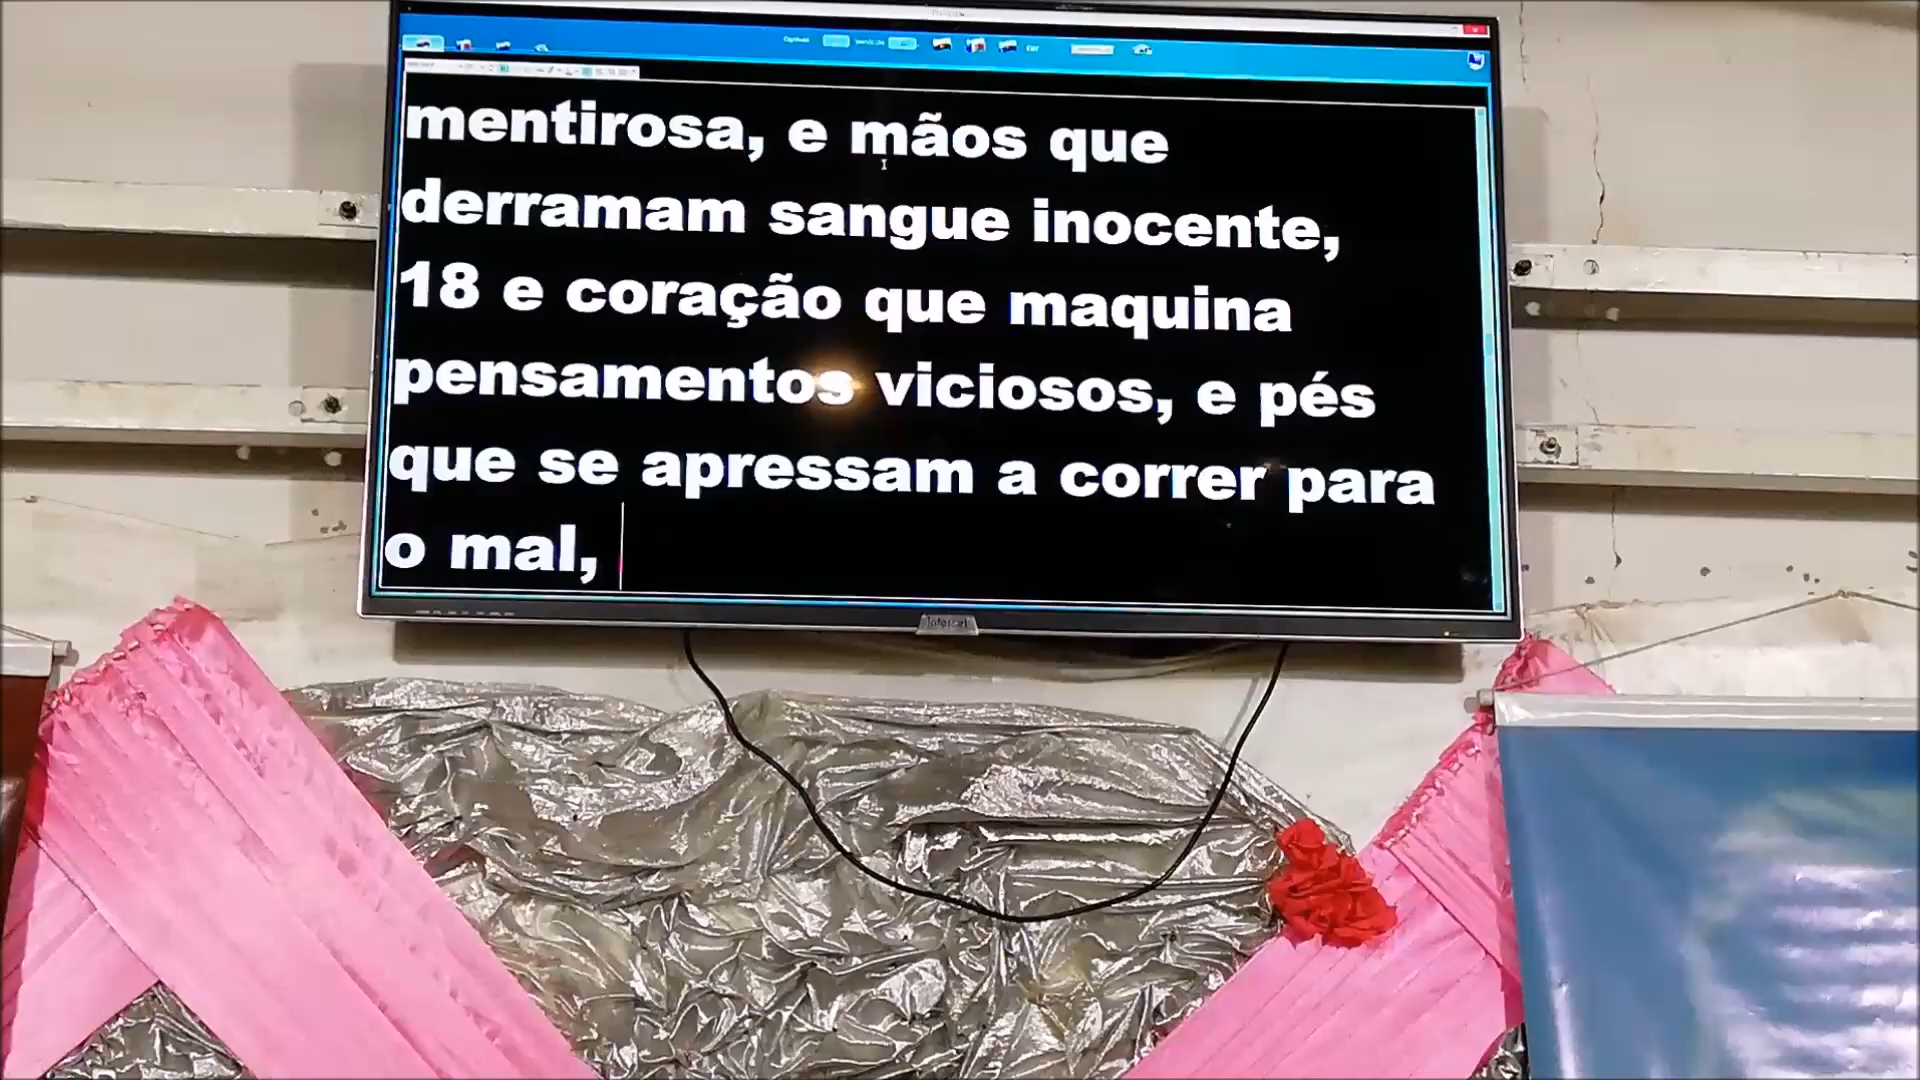 mentirosa, e mãos que
derramam sangue inocente,
18 e coração que maquina
pensamentos viciosos, e pés
que se apressam a correr para
o mal,